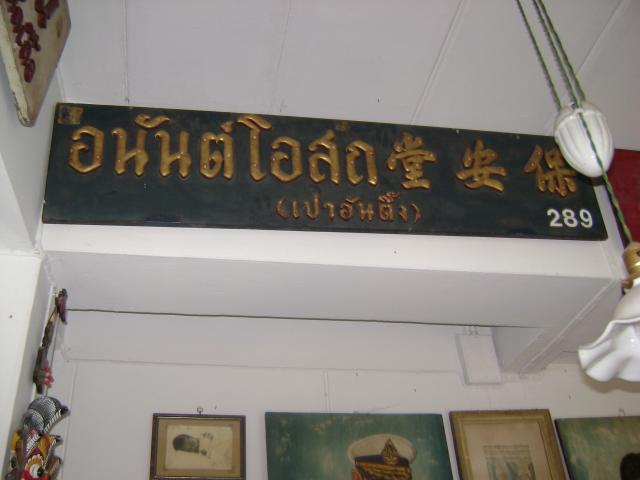 อนันต์โอสถ 堂安保
(เป่าอันตึ๊ง)
289